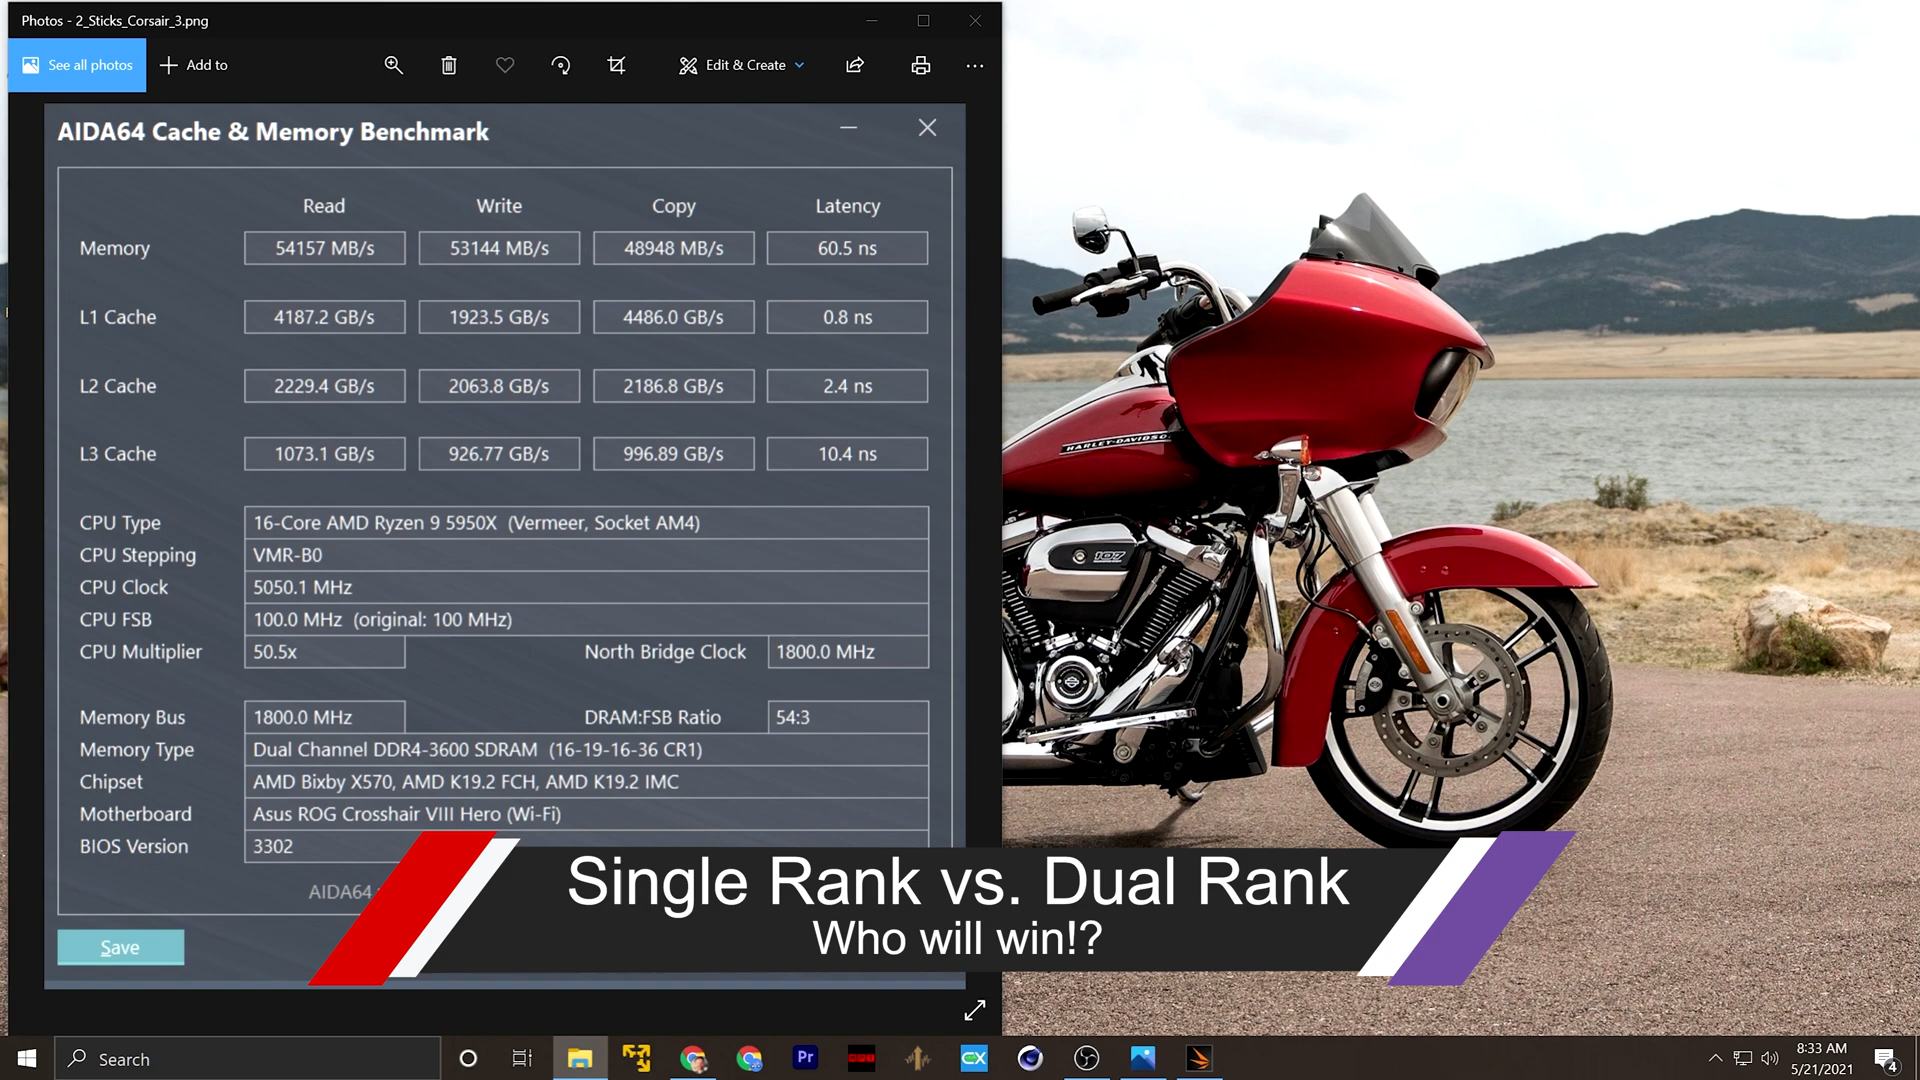 Photos - 2_Sticks_Corsair_3.png
See all photos
Add to
Edit & Create
AIDA64 Cache & Memory Benchmark
Read Write Copy Latency
Memory 54157 MB/s 53144 MB/s 48948 MB/s 60.5 ns
L1 Cache 4187.2 GB/s 1923.5 GB/s 4486.0 GB/s 0.8 ns
L2 Cache 2229.4 GB/s 2063.8 GB/s 2186.8 GB/s 2.4 ns
L3 Cache 1073.1 GB/s 926.77 GB/s 996.89 GB/s 10.4 ns
CPU Type 16-Core AMD Ryzen 9 5950X (Vermeer, Socket AM4)
CPU Stepping VMR-B0
CPU Clock 5050.1 MHz
CPU FSB 100.0 MHz (original: 100 MHz)
CPU Multiplier 50.5x North Bridge Clock 1800.0 MHz
Memory Bus 1800.0 MHz DRAM:FSB Ratio 54:3
Memory Type Dual Channel DDR4-3600 SDRAM (16-19-16-36 CR1)
Chipset AMD Bixby X570, AMD K19.2 FCH, AMD K19.2 IMC
Motherboard Asus ROG Crosshair VIII Hero (Wi-Fi)
BIOS Version 3302
AIDA64
Save
HARLEY-DAVIDSON
107
Single Rank vs. Dual Rank
Who will win!?
Search
Pr
CX
8:33 AM
5/21/2021
4